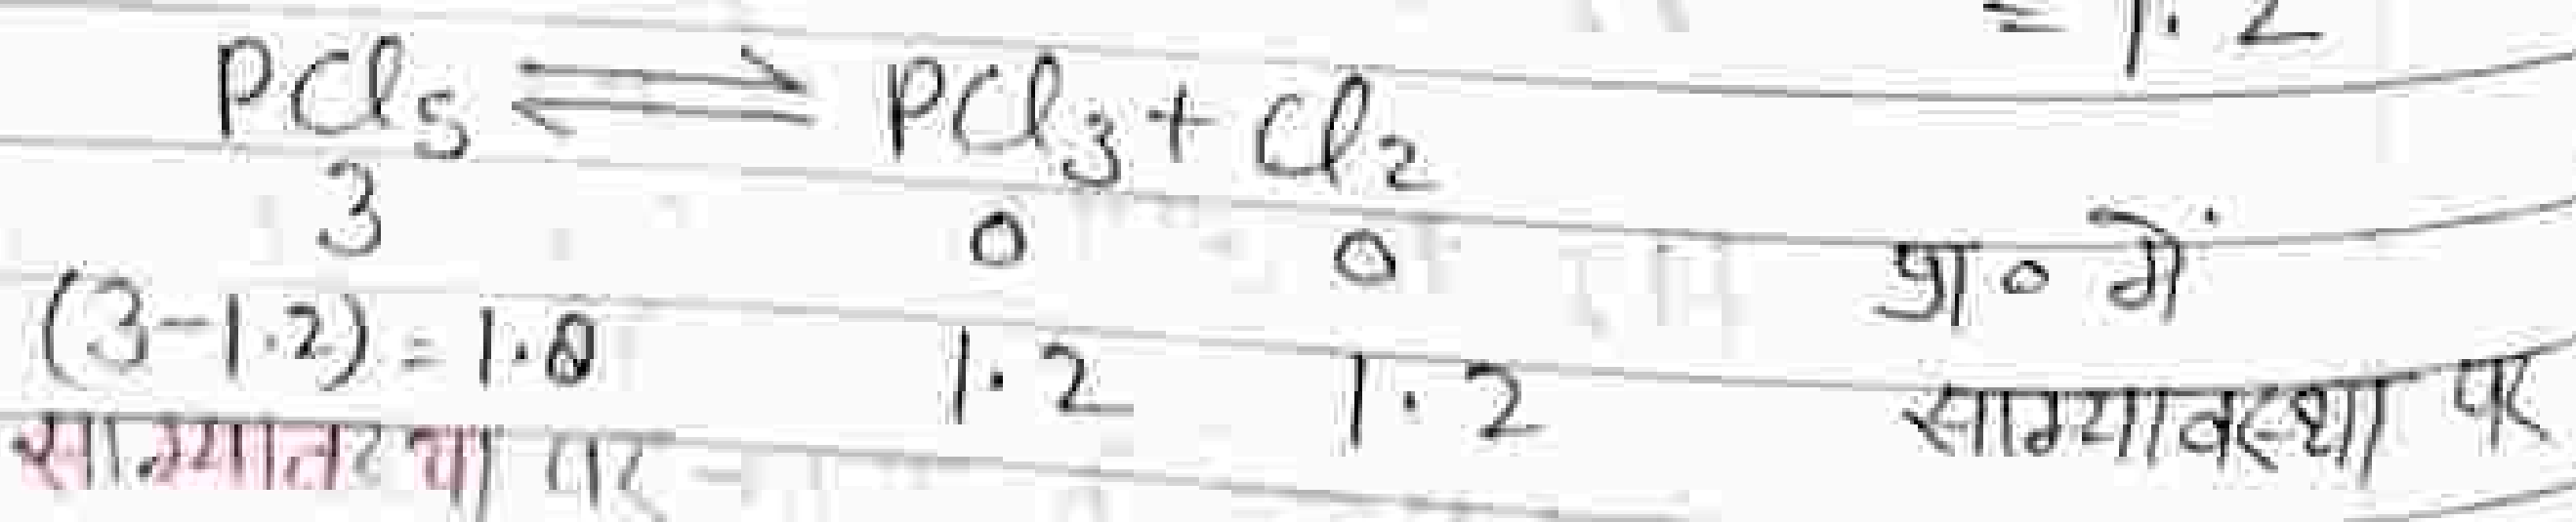 = 1.2
PCl5 ⇌ PCl3 + Cl2
3 0 0 प्रा० में
(3-1.2) = 1.8 1.2 1.2 साम्यावस्था पर
साम्यावस्था पर